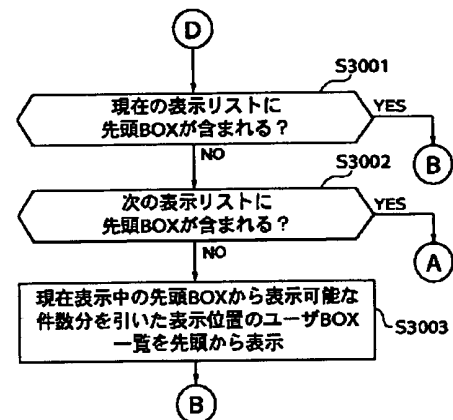 D
S3001
現在の表示リストに
先頭BOXが含まれる?
YES
B
NO
S3002
次の表示リストに
先頭BOXが含まれる?
YES
A
NO
現在表示中の先頭BOXから表示可能な
件数分を引いた表示位置のユーザBOX
一覧を先頭から表示
S3003
B